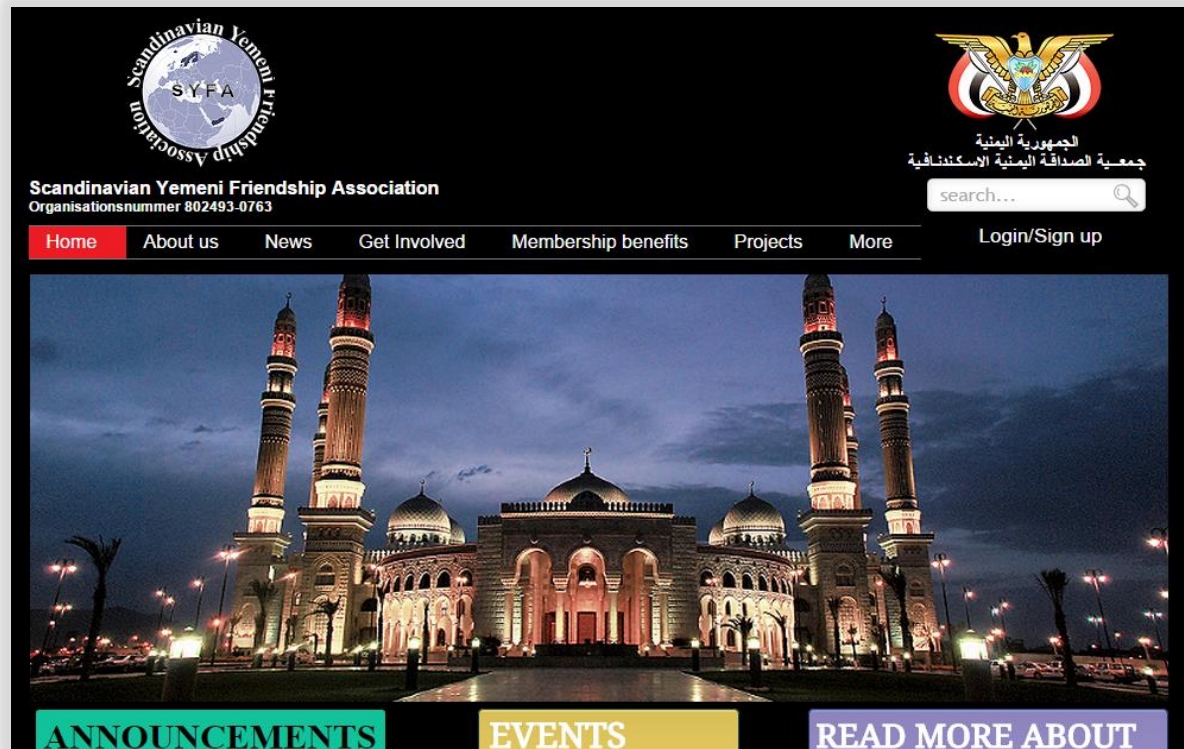 Scandinavian Yemeni Friendship Association
SYFA
الجمهورية اليمنية
جمعـية الصداقة اليمنية الاسكندنافية
Scandinavian Yemeni Friendship Association
Organisationsnummer 802493-0763
search...
Home About us News Get Involved Membership benefits Projects More
Login/Sign up
ANNOUNCEMENTS EVENTS READ MORE ABOUT